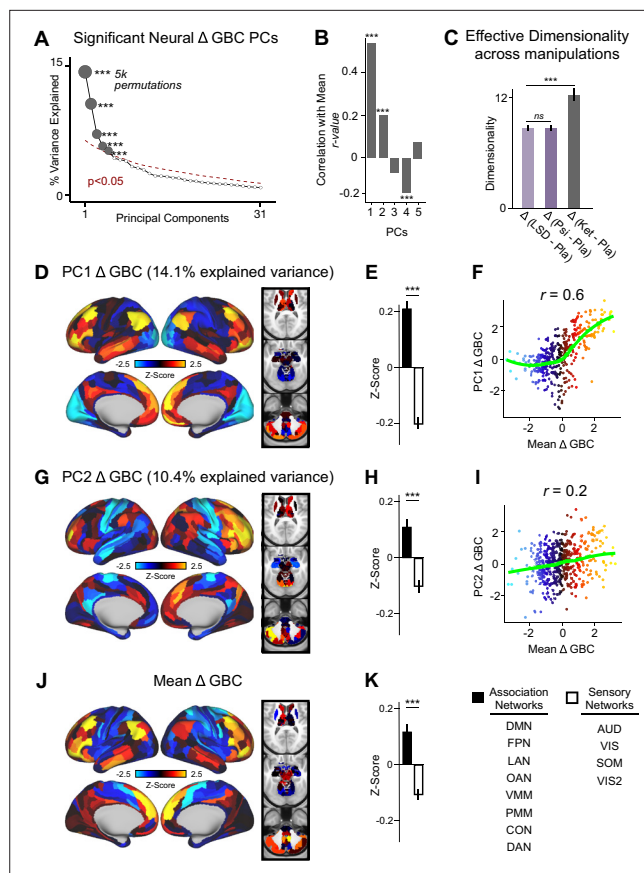 A Significant Neural Δ GBC PCs
15
% Variance Explained
0
*** 5k
permutations
***
***
***
***
p<0.05
1 31
Principal Components
B
***
***
***
Correlation with Mean
r-value
0.4
0
-0.2
1 2 3 4 5
PCs
C Effective Dimensionality
across manipulations
***
ns
12
Dimensionality
0
Δ (LSD - Pla)
Δ (Psi - Pla)
Δ (Ket - Pla)
D PC1 Δ GBC (14.1% explained variance)
-2.5 2.5
Z-Score
E
***
0.2
0
-0.2
Z-Score
F
r = 0.6
PC1 Δ GBC
2
0
-2
-2 0 2
Mean Δ GBC
G PC2 Δ GBC (10.4% explained variance)
-2.5 2.5
Z-Score
H
***
0.2
0
0.2
Z-Score
I
r = 0.2
PC2 Δ GBC
2
0
-2
-2 0 2
Mean Δ GBC
J Mean Δ GBC
-2.5 2.5
Z-Score
K
***
0.2
0
0.2
Z-Score
Association
Networks
DMN
FPN
LAN
OAN
VMM
PMM
CON
DAN
Sensory
Networks
AUD
VIS
SOM
VIS2